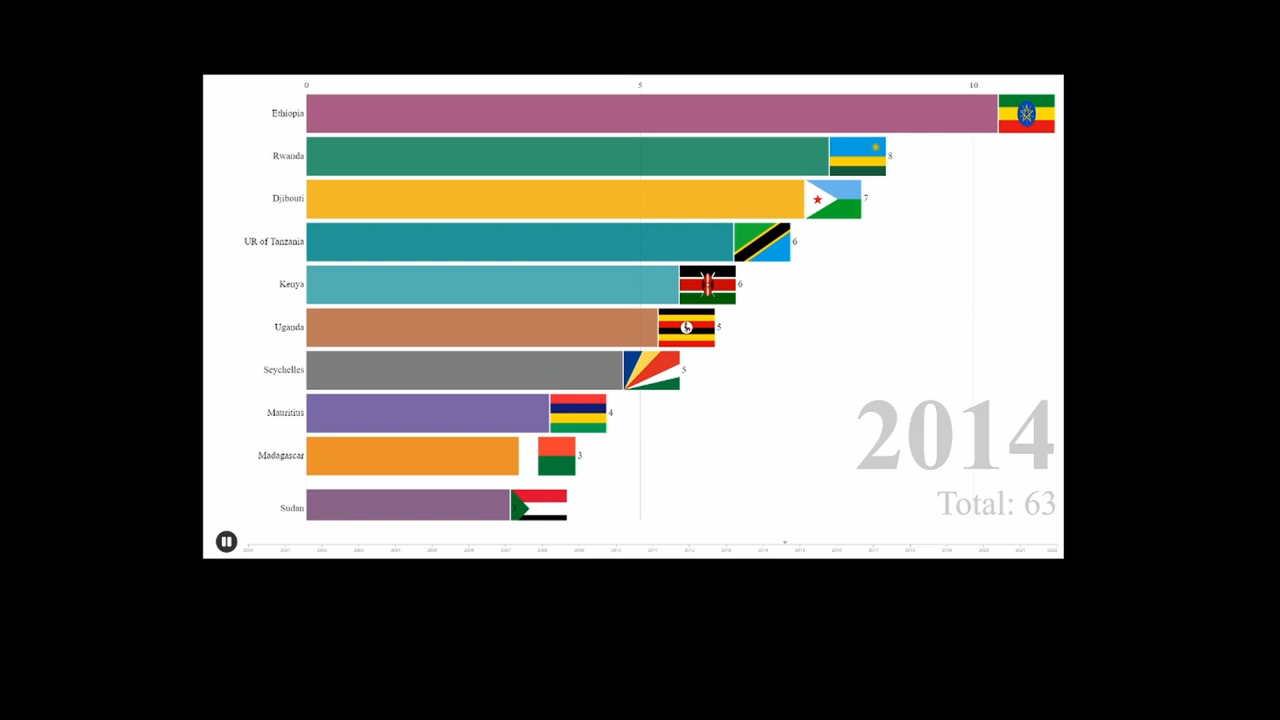 0 5 10
Ethiopia
Rwanda 8
Djibouti 7
UR of Tanzania 6
Kenya 6
Uganda 5
Seychelles 5
Mauritius 4
Madagascar 3
Sudan
2014
Total: 63